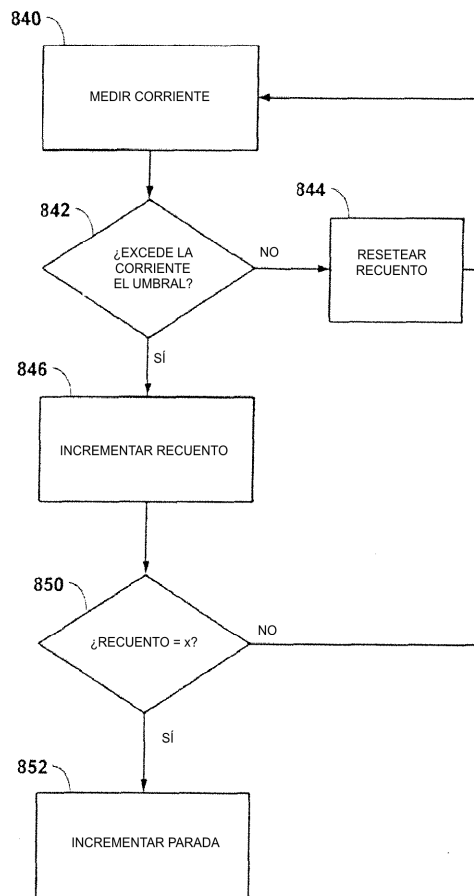 840
MEDIR CORRIENTE
842
¿EXCEDE LA
CORRIENTE
EL UMBRAL?
NO
844
RESETEAR
RECUENTO
SÍ
846
INCREMENTAR RECUENTO
850
¿RECUENTO = x?
NO
SÍ
852
INCREMENTAR PARADA